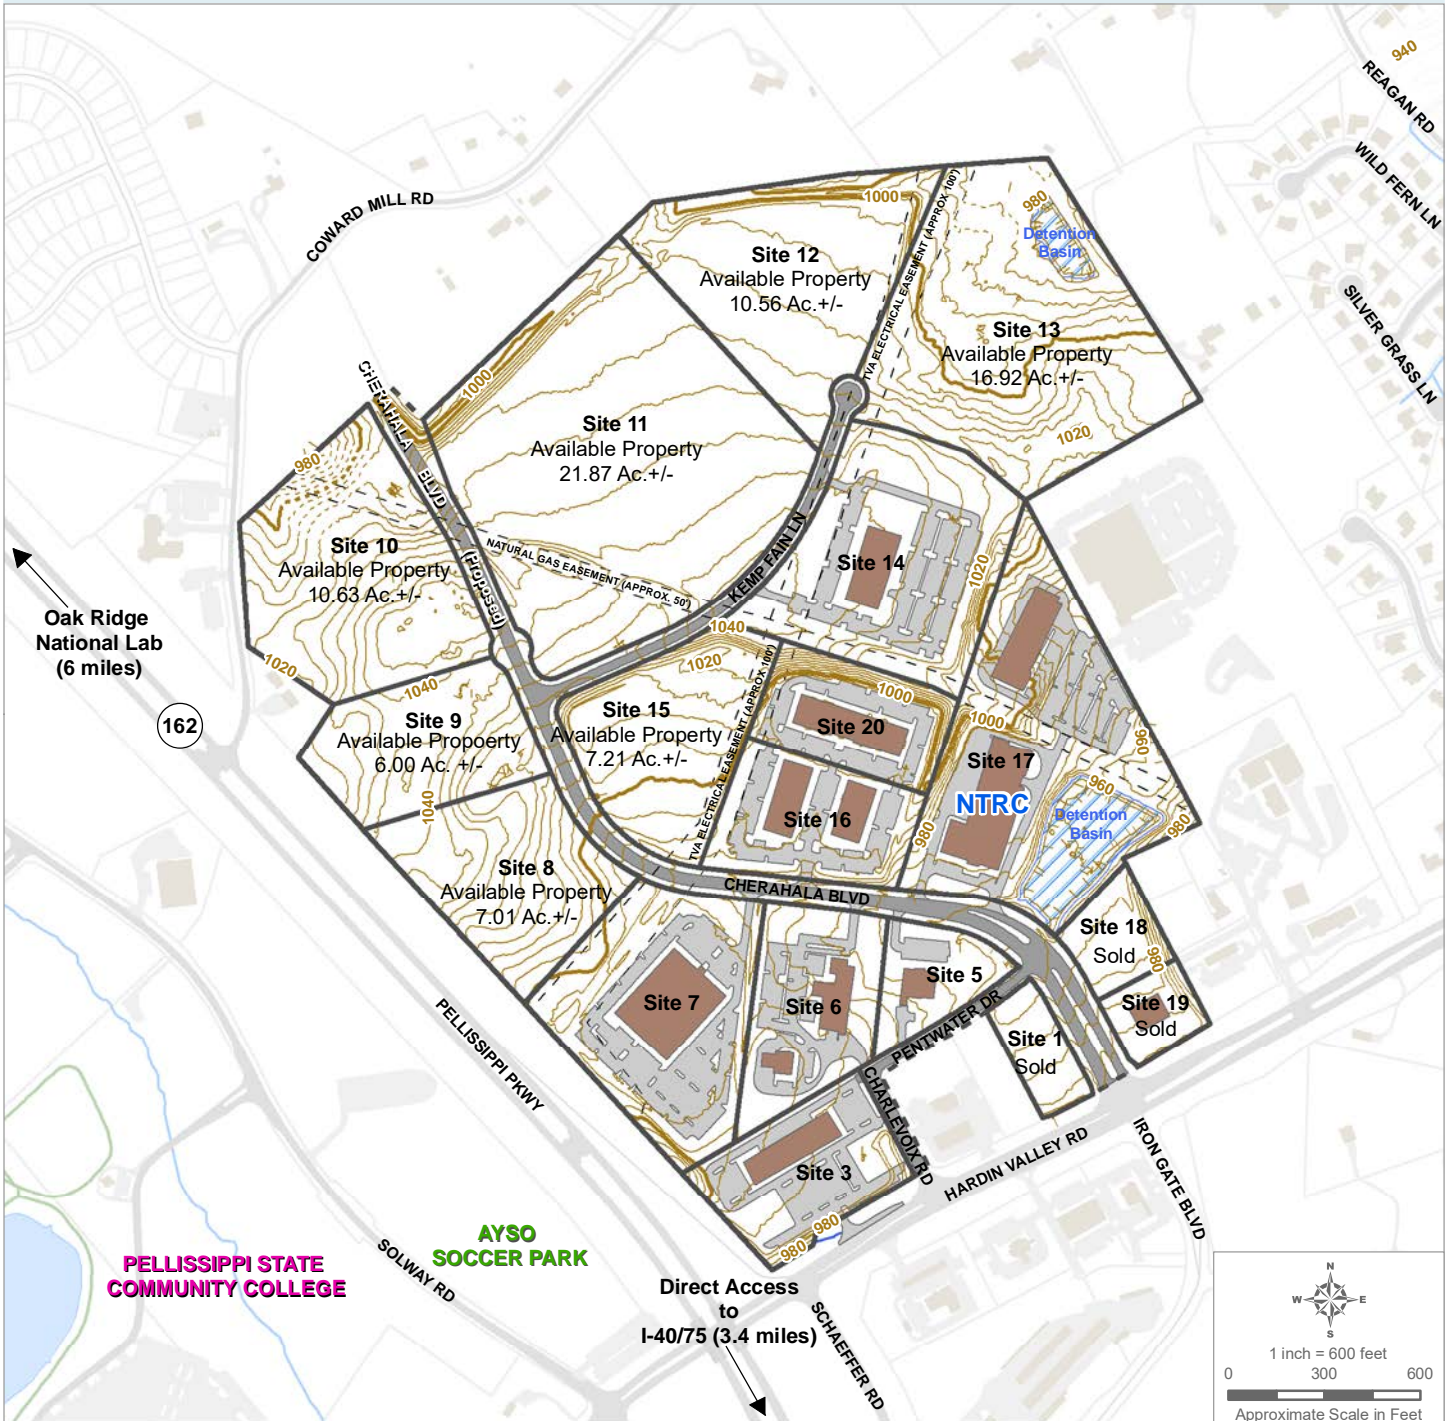 940
REAGAN RD
WILD FERN LN
SILVER GRASS LN
COWARD MILL RD
1000
980
Detention
Basin
Site 12
Available Property
10.56 Ac.+/-
TVA ELECTRICAL EASEMENT (APPROX 100')
Site 13
Available Property
16.92 Ac.+/-
1020
CHERAHALA BLVD
(Proposed)
1000
Site 11
Available Property
21.87 Ac.+/-
980
Site 10
Available Property
10.63 Ac.+/-
NATURAL GAS EASEMENT (APPROX. 50')
KEMP FAIN LN
Site 14
1020
Oak Ridge
National Lab
(6 miles)
162
1020
1040
1040
1020
Site 9
Available Propoerty
6.00 Ac. +/-
1040
Site 15
Available Property
7.21 Ac.+/-
TVA ELECTRICAL EASEMENT (APPROX 100')
1000
Site 20
1000
Site 17
NTRC
960
960
Detention
Basin
980
Site 16
980
Site 8
Available Property
7.01 Ac.+/-
CHERAHALA BLVD
Site 18
Sold
980
Site 5
Site 7
Site 6
Site 19
Sold
PENTWATER DR
Site 1
Sold
PELLISSIPPI PKWY
CHARLEVOIX RD
HARDIN VALLEY RD
IRON GATE BLVD
Site 3
980
980
AYSO
SOCCER PARK
PELLISSIPPI STATE
COMMUNITY COLLEGE
SOLWAY RD
Direct Access
to
I-40/75 (3.4 miles)
SCHAEFFER RD
N
W
E
S
1 inch = 600 feet
0 300 600
Approximate Scale in Feet